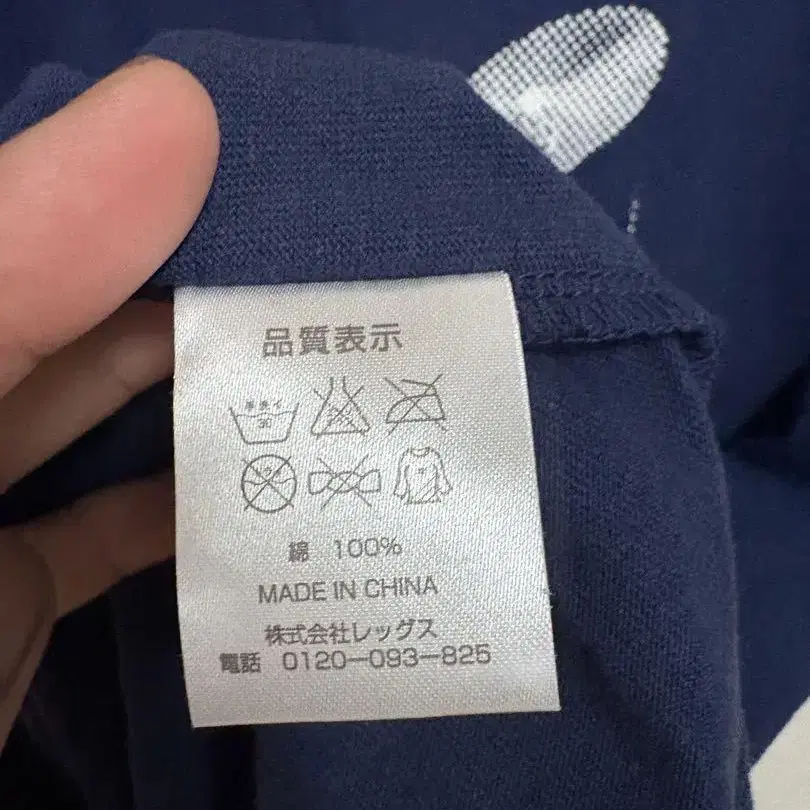 品質表示
30
綿 100%
MADE IN CHINA
株式会社レッグス
電話 0120-093-825